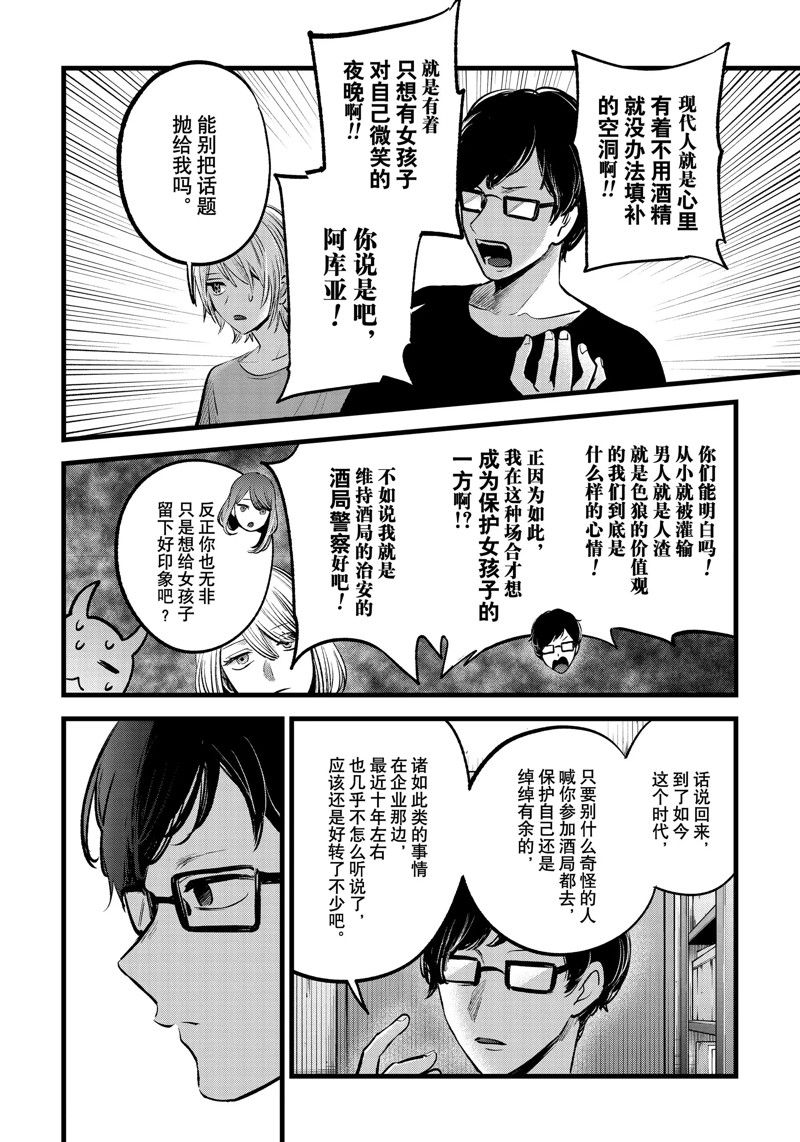 现代人就是心里
有着不用酒精
就没办法填补
的空洞啊!!
就是有着
只想有女孩子
对自己微笑的
夜晚啊!!
你说是吧，
阿库亚！
能别把话题
抛给我吗。
你们能明白吗！
从小就被灌输
男人就是人渣
就是色狼的价值观
的我们到底是
什么样的心情！
正因为如此，
我在这种场合才想
成为保护女孩子的
一方啊!?
不如说我就是
维持酒局的治安的
酒局警察好吧！
反正你也无非
只是想给女孩子
留下好印象吧？
话说回来，
到了如今
这个时代，
只要别什么奇怪的人
喊你参加酒局都去，
保护自己还是
绰绰有余的，
诸如此类的事情
在企业那边，
最近十年左右
也几乎不怎么听说了，
应该还是好转了不少吧。